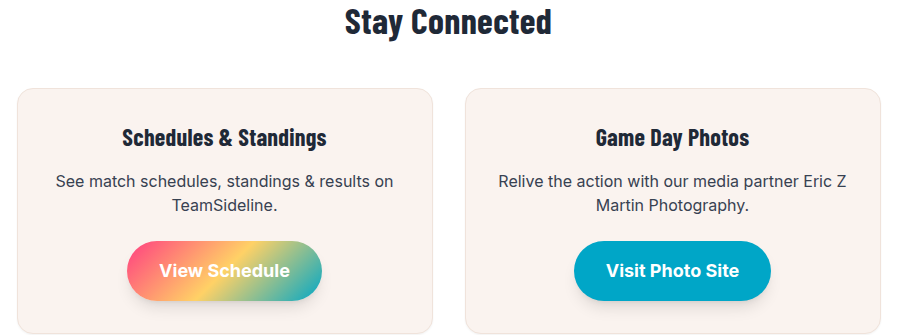 Stay Connected
Schedules & Standings
See match schedules, standings & results on
TeamSideline.
View Schedule
Game Day Photos
Relive the action with our media partner Eric Z
Martin Photography.
Visit Photo Site